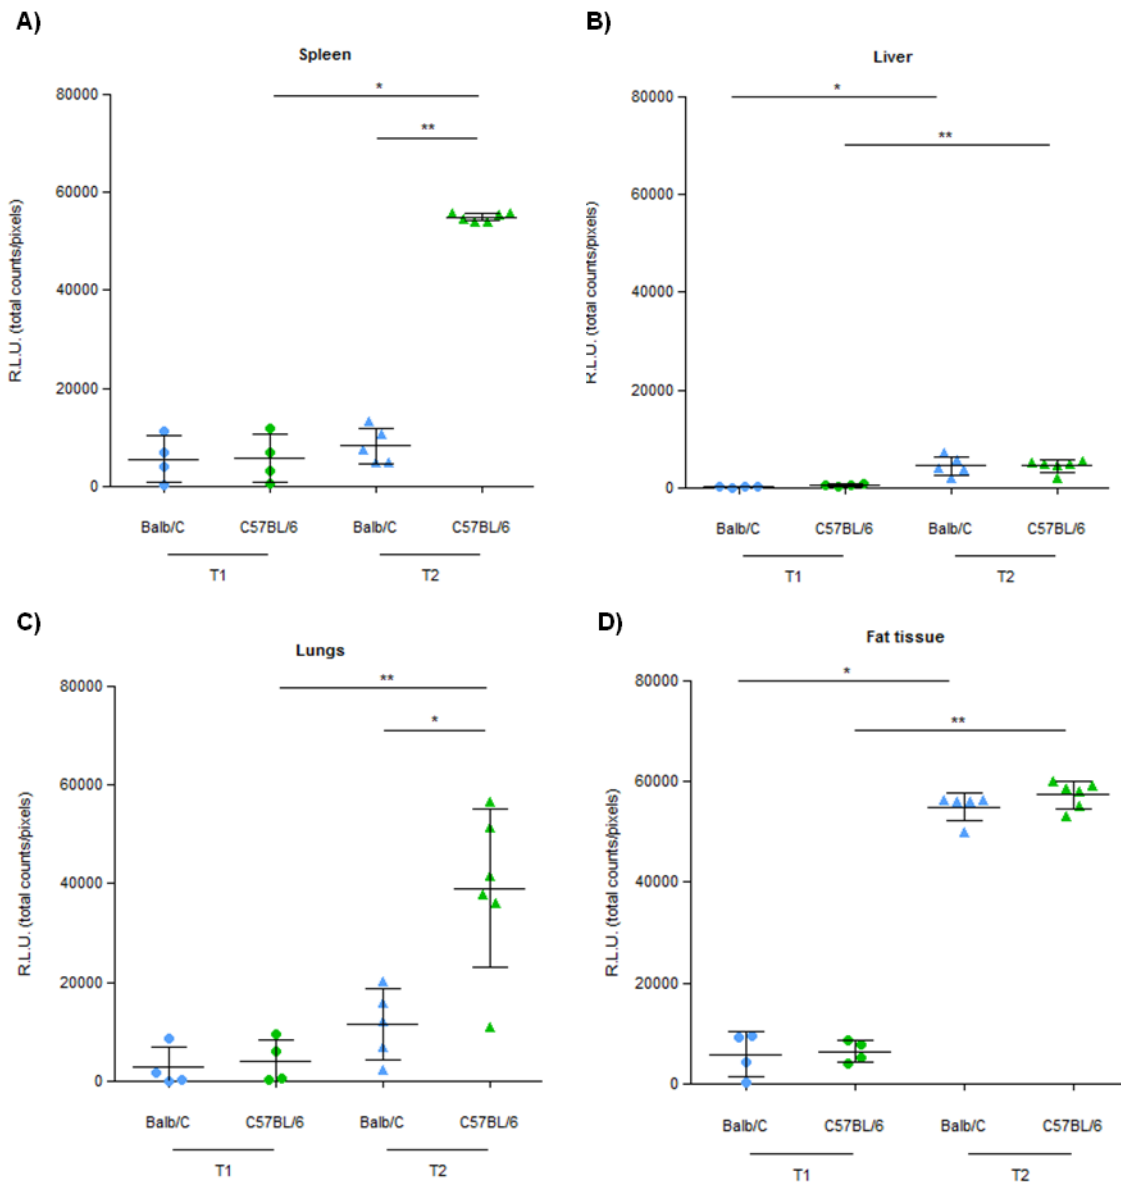 A)
Spleen
R.L.U. (total counts/pixels)
80000
60000
40000
20000
0
*
**
Balb/C C57BL/6 Balb/C C57BL/6
T1 T2
B)
Liver
R.L.U. (total counts/pixels)
80000
60000
40000
20000
0
*
**
Balb/C C57BL/6 Balb/C C57BL/6
T1 T2
C)
Lungs
R.L.U. (total counts/pixels)
80000
60000
40000
20000
0
**
*
Balb/C C57BL/6 Balb/C C57BL/6
T1 T2
D)
Fat tissue
R.L.U. (total counts/pixels)
80000
60000
40000
20000
0
*
**
Balb/C C57BL/6 Balb/C C57BL/6
T1 T2